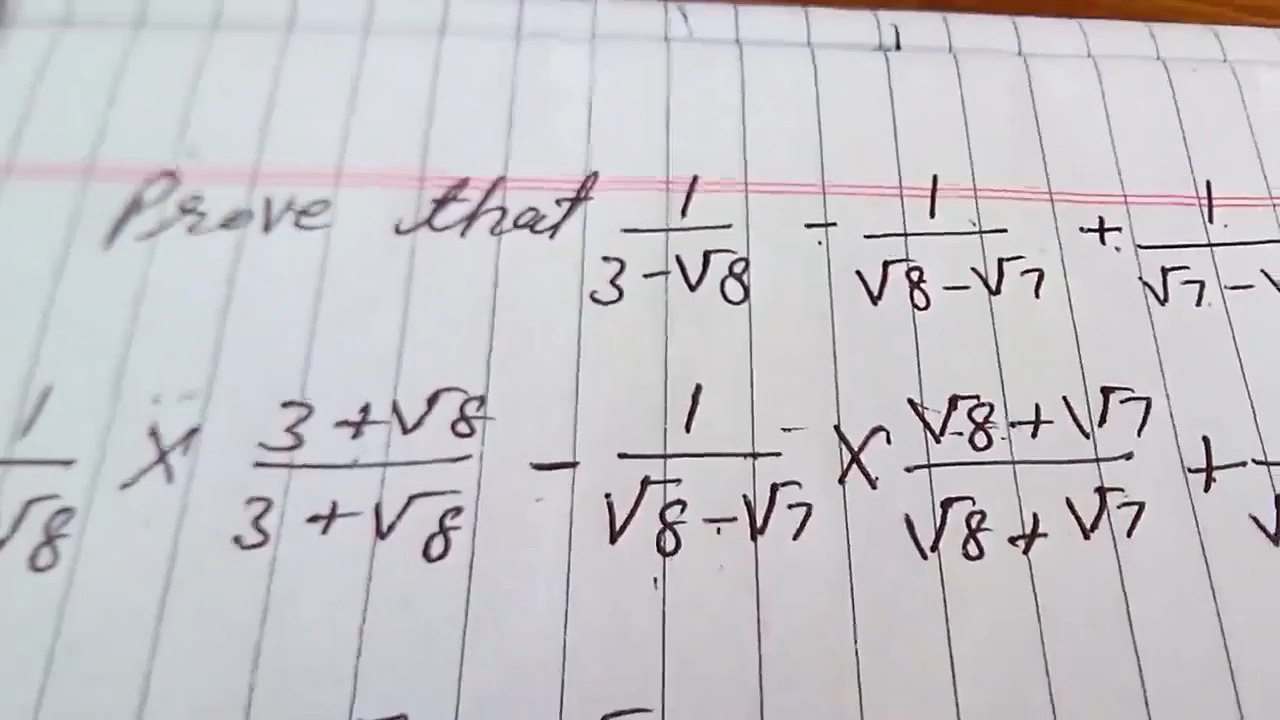 Prove that 1/(3-√8) - 1/(√8-√7) + 1/(√7-√
1/√8 × (3+√8)/(3+√8) - 1/(√8-√7) × (√8+√7)/(√8+√7) +